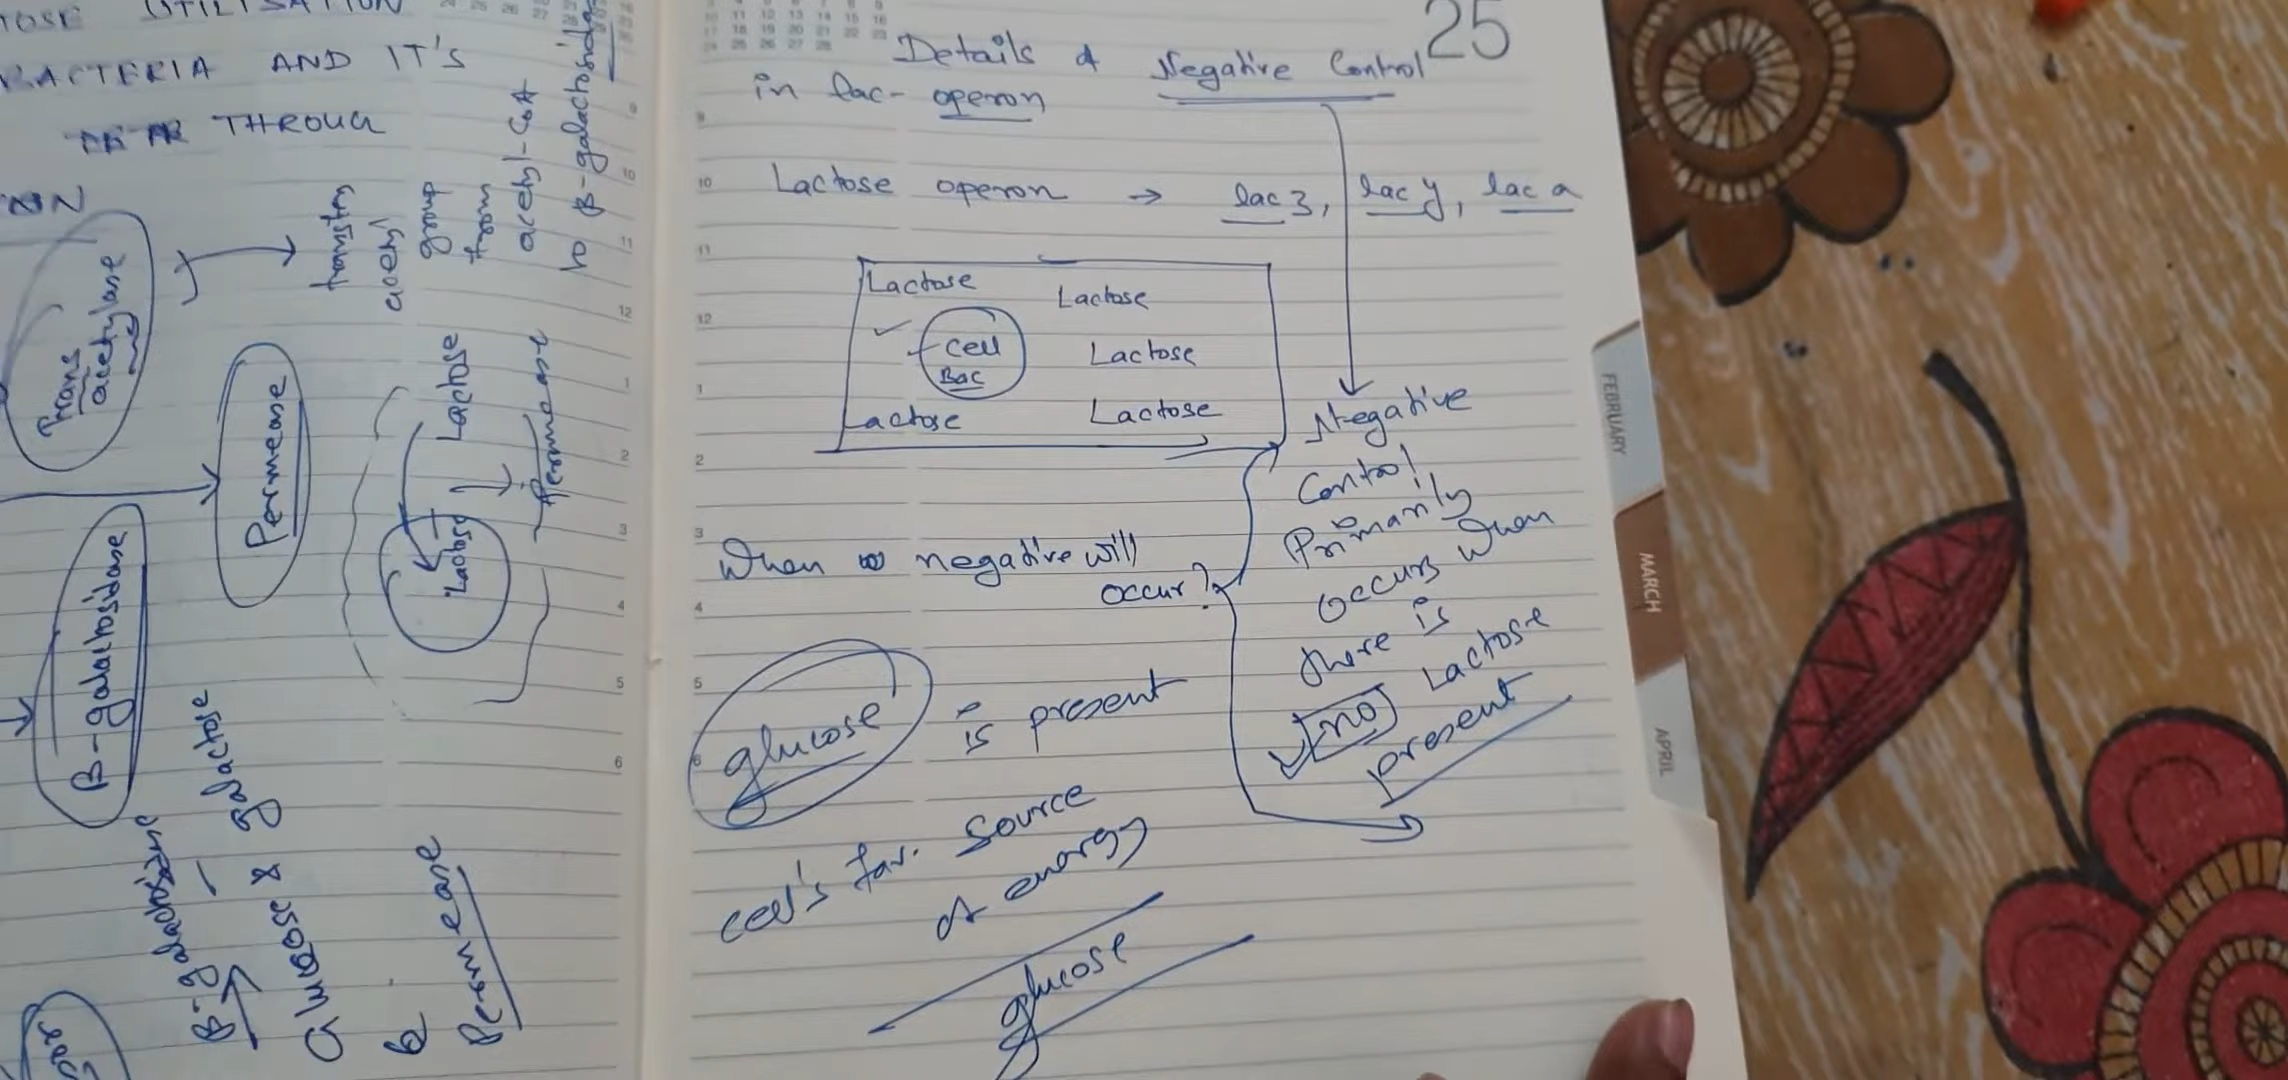 UTILISATION
BACTERIA AND IT'S
THROUGH
Trans
acetylase
transfer
acetyl
group
from
acetyl-CoA
to β-galactosidase
Permease
Lactose
Lactose
Permease
β-galactosidase
β-galactosidase
Glucose & galactose
Permease
25
Details of Negative Control
in lac-operon
Lactose operon → lac z, lac y, lac a
Lactose Lactose
Cell Lactose
Bac
Lactose Lactose
When negative will
occur?
Negative
Control
Primarily
occurs when
there is
no Lactose
present
glucose is present
cell's fav. source
of energy
glucose
FEBRUARY
MARCH
APRIL